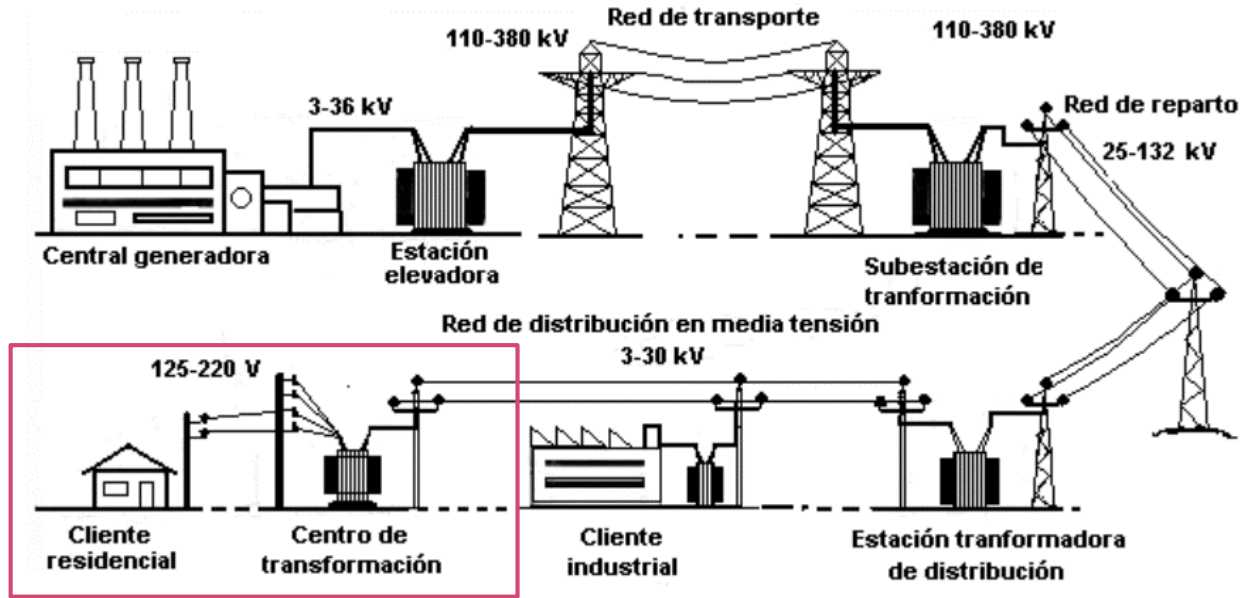 Red de transporte
110-380 kV
110-380 kV
3-36 kV
Red de reparto
25-132 kV
Central generadora
Estación
elevadora
Subestación de
tranformación
Red de distribución en media tensión
3-30 kV
125-220 V
Cliente
residencial
Centro de
transformación
Cliente
industrial
Estación tranformadora
de distribución